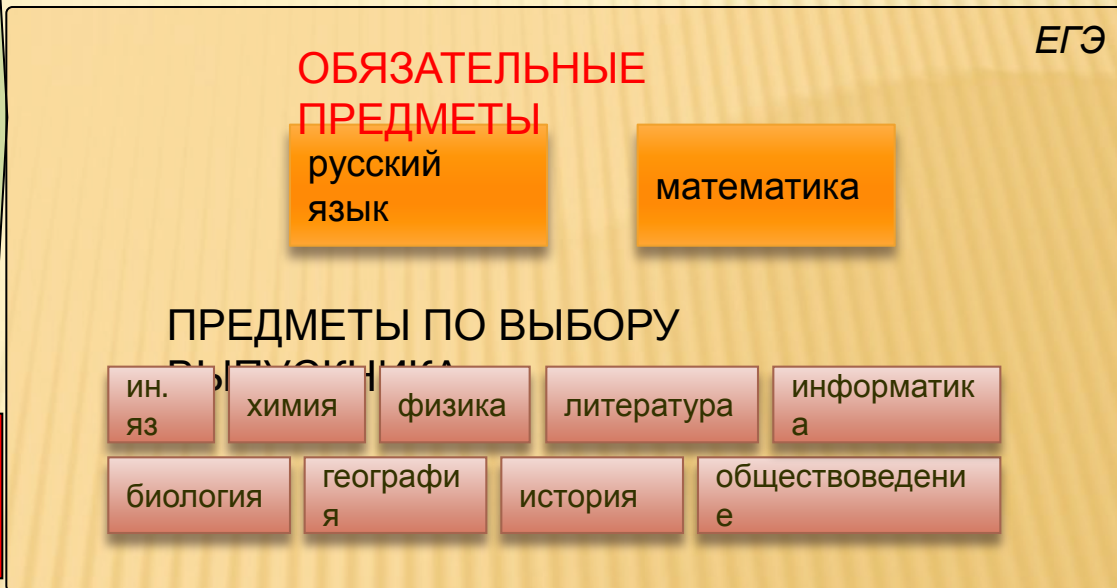 ЕГЭ
ОБЯЗАТЕЛЬНЫЕ
ПРЕДМЕТЫ
русский
язык
математика
ПРЕДМЕТЫ ПО ВЫБОРУ
ВЫПУСКНИКА
ин.
яз
химия
физика
литература
информатик
а
биология
географи
я
история
обществоведени
е